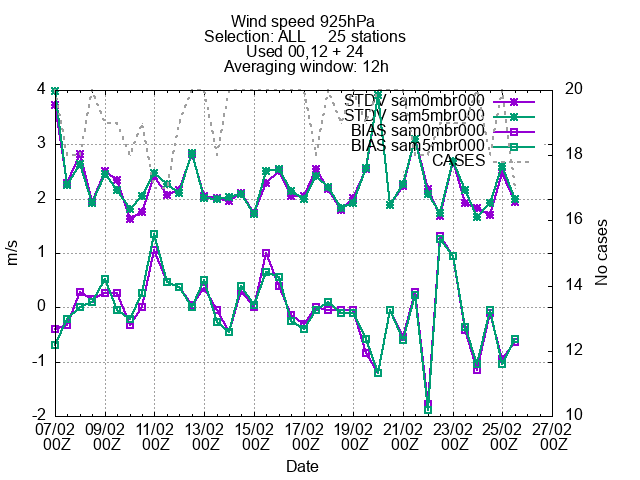 Wind speed 925hPa
Selection: ALL 25 stations
Used 00,12 + 24
Averaging window: 12h
STDV sam0mbr000
STDV sam5mbr000
BIAS sam0mbr000
BIAS sam5mbr000
CASES
4
3
2
1
0
-1
-2
m/s
20
18
16
14
12
10
No cases
07/02 09/02 11/02 13/02 15/02 17/02 19/02 21/02 23/02 25/02 27/02
00Z 00Z 00Z 00Z 00Z 00Z 00Z 00Z 00Z 00Z 00Z
Date